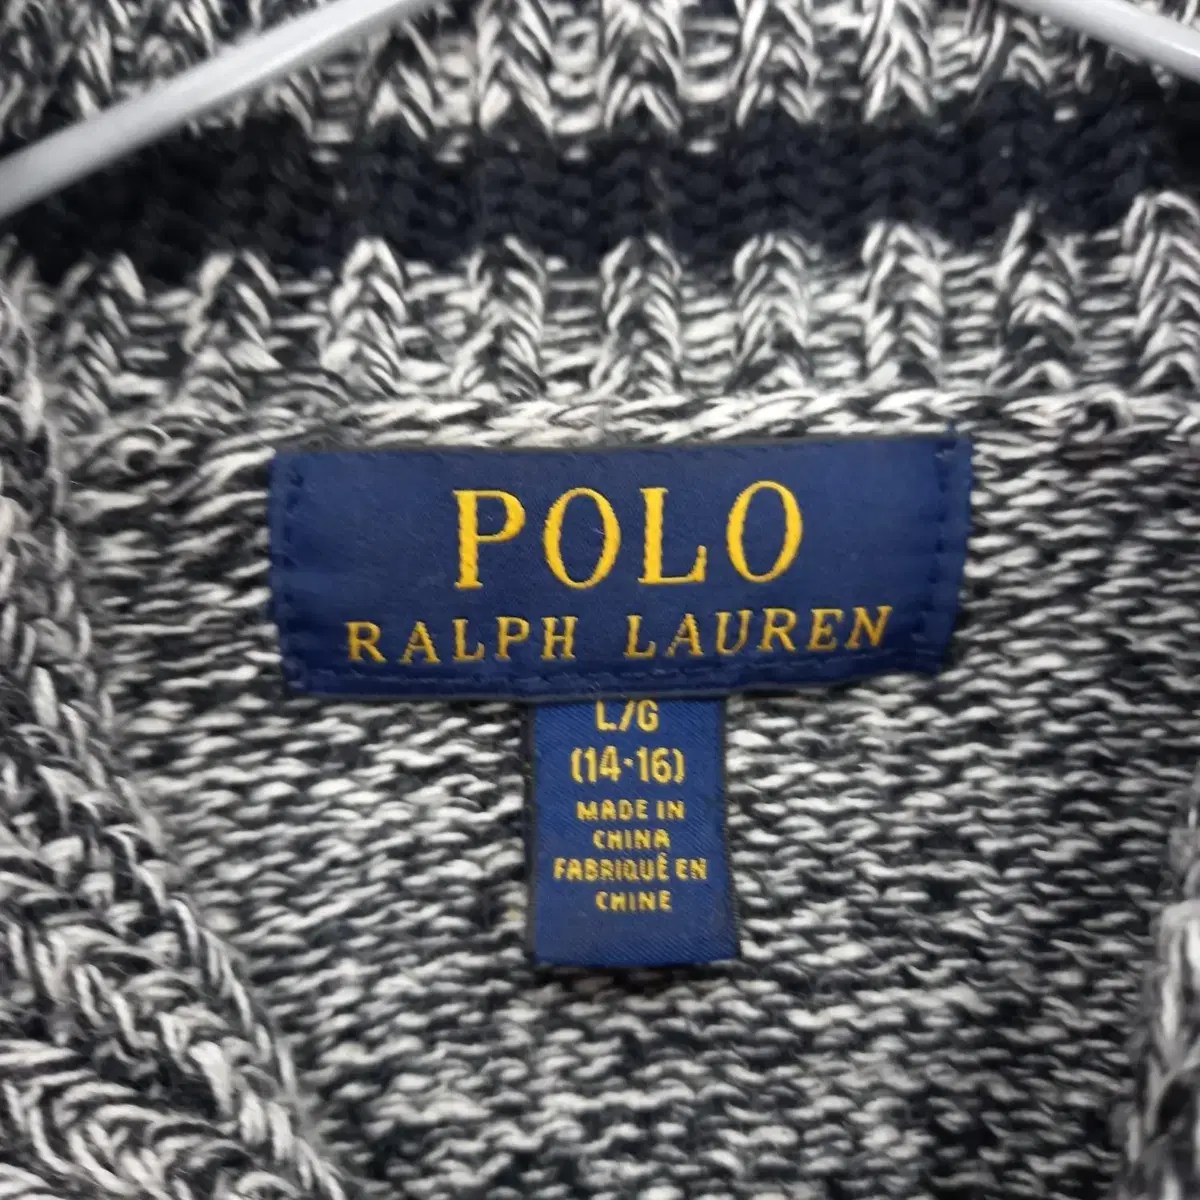 POLO
RALPH LAUREN
L/G
(14·16)
MADE IN
CHINA
FABRIQUÉ EN
CHINE